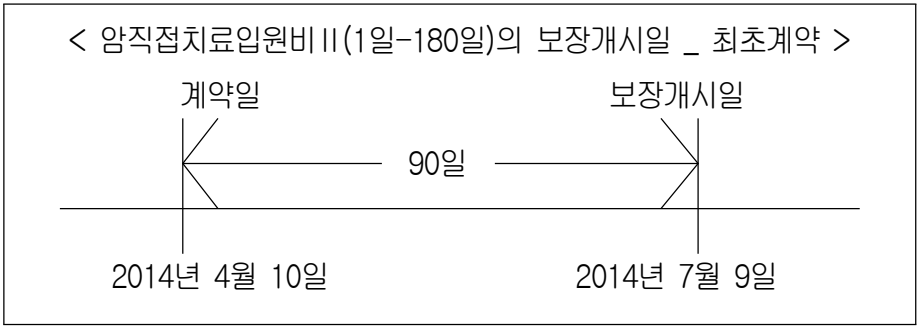 < 암직접치료입원비Ⅱ(1일-180일)의 보장개시일 _ 최초계약 >
계약일 보장개시일
90일
2014년 4월 10일 2014년 7월 9일